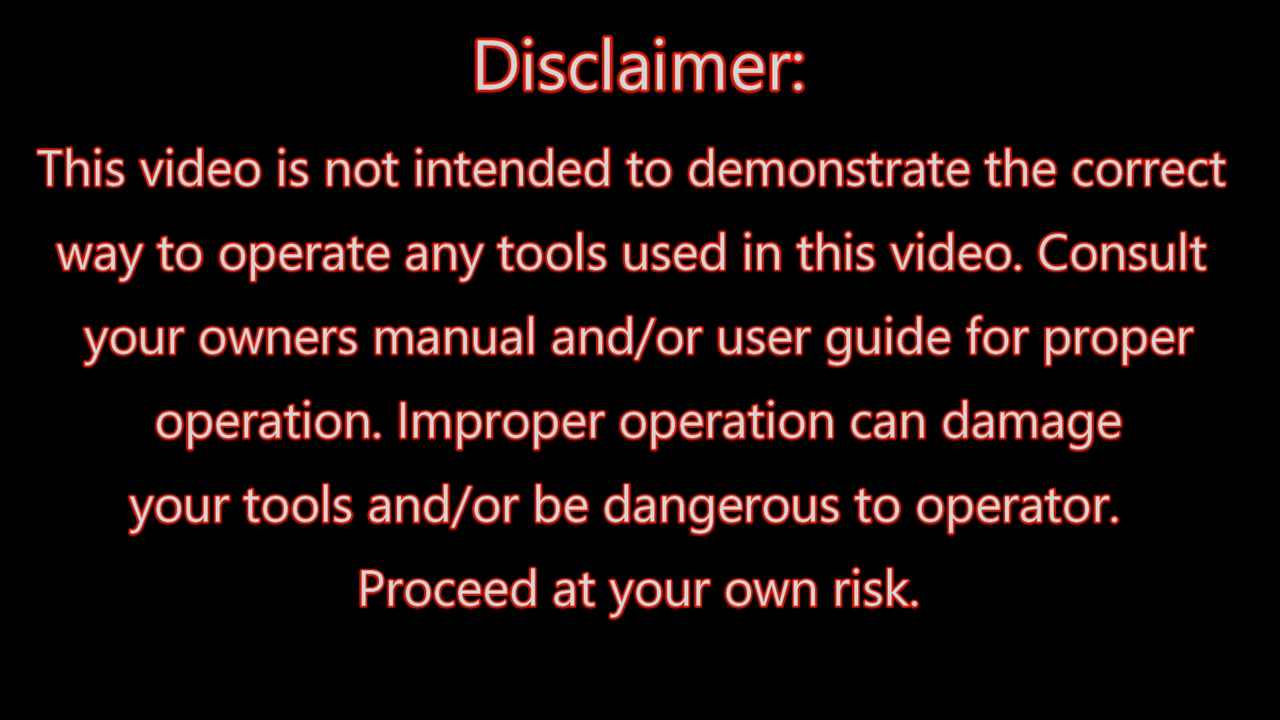 Disclaimer:
This video is not intended to demonstrate the correct
way to operate any tools used in this video. Consult
your owners manual and/or user guide for proper
operation. Improper operation can damage
your tools and/or be dangerous to operator.
Proceed at your own risk.